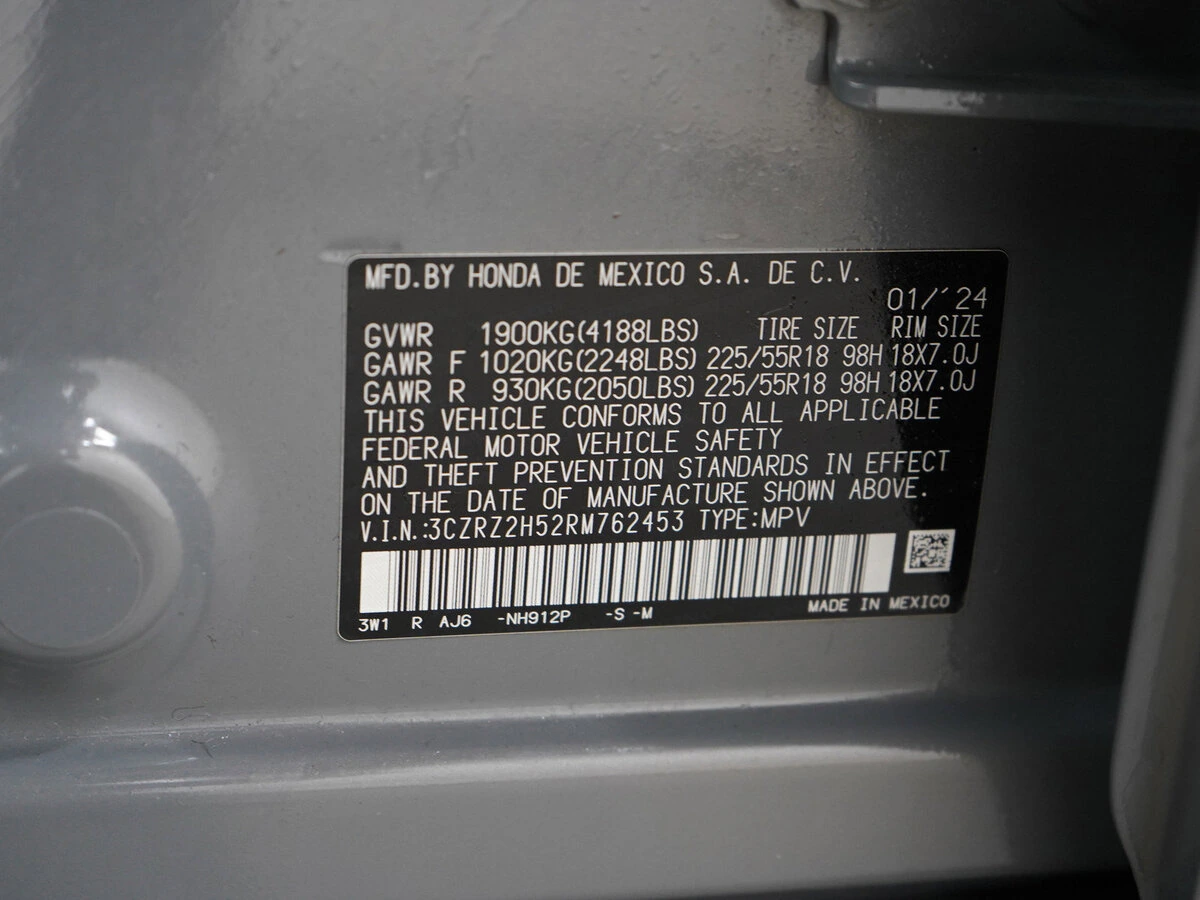 MFD.BY HONDA DE MEXICO S.A. DE C.V.
01/´24
GVWR 1900KG(4188LBS) TIRE SIZE RIM SIZE
GAWR F 1020KG(2248LBS) 225/55R18 98H 18X7.0J
GAWR R 930KG(2050LBS) 225/55R18 98H 18X7.0J
THIS VEHICLE CONFORMS TO ALL APPLICABLE
FEDERAL MOTOR VEHICLE SAFETY
AND THEFT PREVENTION STANDARDS IN EFFECT
ON THE DATE OF MANUFACTURE SHOWN ABOVE.
V.I.N.:3CZRZ2H52RM762453 TYPE:MPV
3W1 R AJ6 -NH912P -S -M MADE IN MEXICO